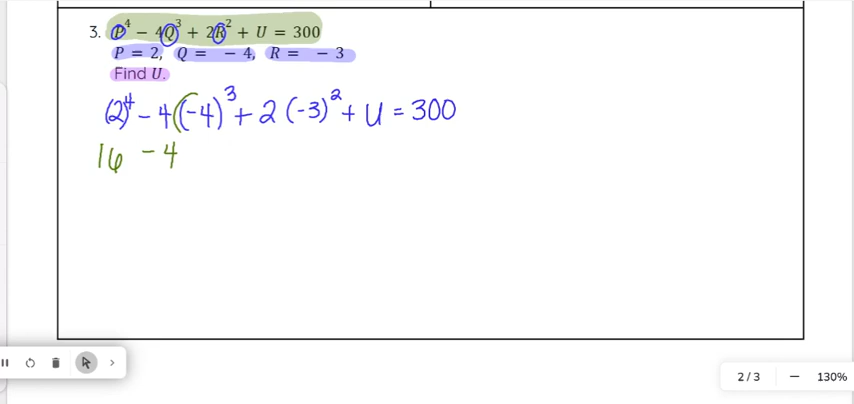 3. P⁴ − 4Q³ + 2R² + U = 300
P = 2, Q = − 4, R = − 3
Find U.
(2)⁴ - 4(-4)³ + 2(-3)² + U = 300
16 - 4
2 / 3 − 130%